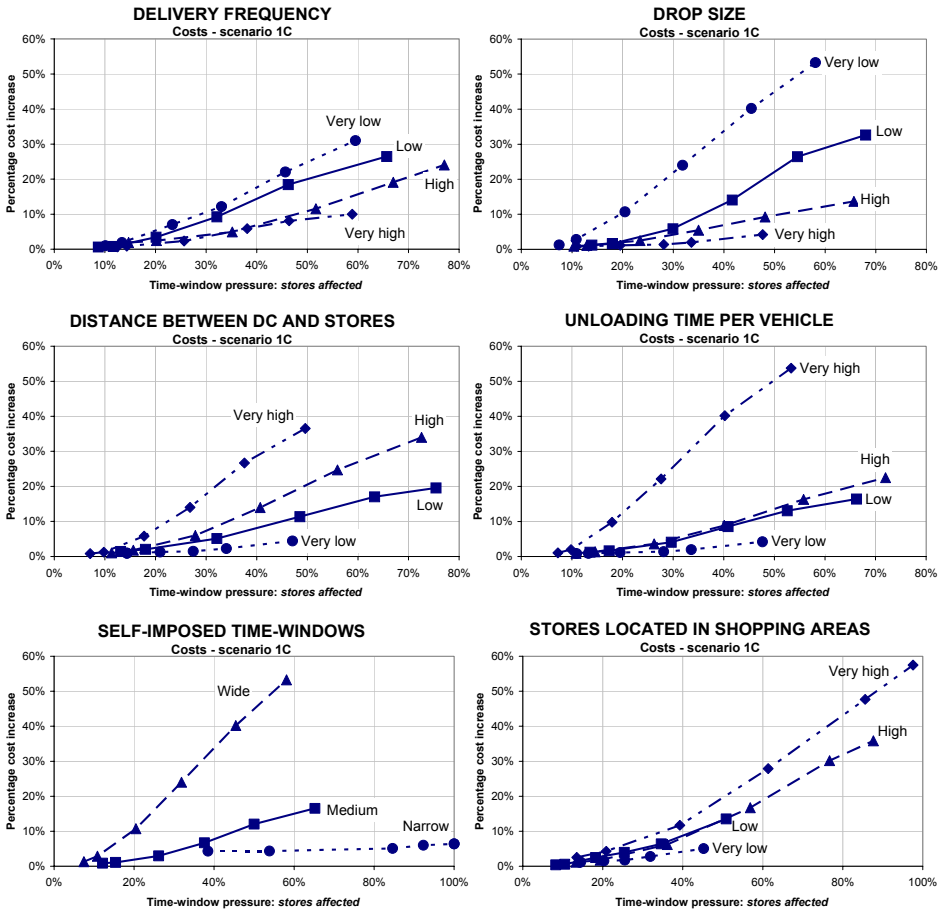 DELIVERY FREQUENCY
Costs - scenario 1C
Percentage cost increase
60%
50%
40%
30%
20%
10%
0%
Very low
Low
High
Very high
0% 10% 20% 30% 40% 50% 60% 70% 80%
Time-window pressure: stores affected
DROP SIZE
Costs - scenario 1C
Percentage cost increase
60%
50%
40%
30%
20%
10%
0%
Very low
Low
High
Very high
0% 10% 20% 30% 40% 50% 60% 70% 80%
Time-window pressure: stores affected
DISTANCE BETWEEN DC AND STORES
Costs - scenario 1C
Percentage cost increase
60%
50%
40%
30%
20%
10%
0%
Very high
High
Low
Very low
0% 10% 20% 30% 40% 50% 60% 70% 80%
Time-window pressure: stores affected
UNLOADING TIME PER VEHICLE
Costs - scenario 1C
Percentage cost increase
60%
50%
40%
30%
20%
10%
0%
Very high
High
Low
Very low
0% 10% 20% 30% 40% 50% 60% 70% 80%
Time-window pressure: stores affected
SELF-IMPOSED TIME-WINDOWS
Costs - scenario 1C
Percentage cost increase
60%
50%
40%
30%
20%
10%
0%
Wide
Medium
Narrow
0% 20% 40% 60% 80% 100%
Time-window pressure: stores affected
STORES LOCATED IN SHOPPING AREAS
Costs - scenario 1C
Percentage cost increase
60%
50%
40%
30%
20%
10%
0%
Very high
High
Low
Very low
0% 20% 40% 60% 80% 100%
Time-window pressure: stores affected